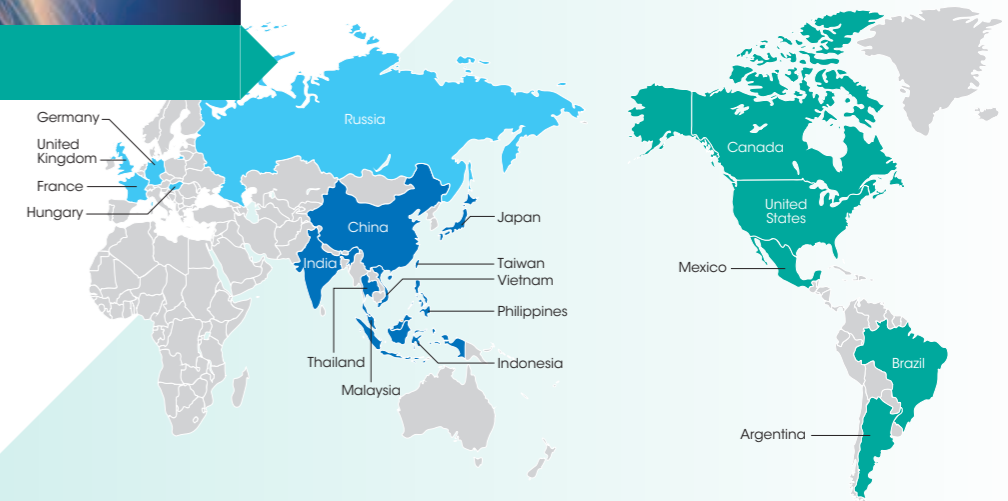 Germany
United
Kingdom
France
Hungary
Russia
China
India
Japan
Taiwan
Vietnam
Philippines
Indonesia
Thailand
Malaysia
Canada
United
States
Mexico
Brazil
Argentina